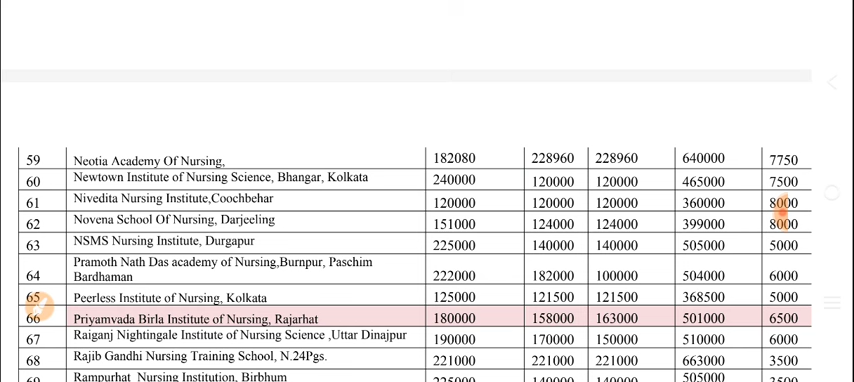 59 Neotia Academy Of Nursing, 182080 228960 228960 640000 7750
60 Newtown Institute of Nursing Science, Bhangar, Kolkata 240000 120000 120000 465000 7500
61 Nivedita Nursing Institute,Coochbehar 120000 120000 120000 360000 8000
62 Novena School Of Nursing, Darjeeling 151000 124000 124000 399000 8000
63 NSMS Nursing Institute, Durgapur 225000 140000 140000 505000 5000
Pramoth Nath Das academy of Nursing,Burnpur, Paschim
64 Bardhaman 222000 182000 100000 504000 6000
65 Peerless Institute of Nursing, Kolkata 125000 121500 121500 368500 5000
66 Priyamvada Birla Institute of Nursing, Rajarhat 180000 158000 163000 501000 6500
67 Raiganj Nightingale Institute of Nursing Science ,Uttar Dinajpur 190000 170000 150000 510000 6000
68 Rajib Gandhi Nursing Training School, N.24Pgs. 221000 221000 221000 663000 3500
69 Rampurhat Nursing Institution, Birbhum 225000 140000 140000 505000 3500